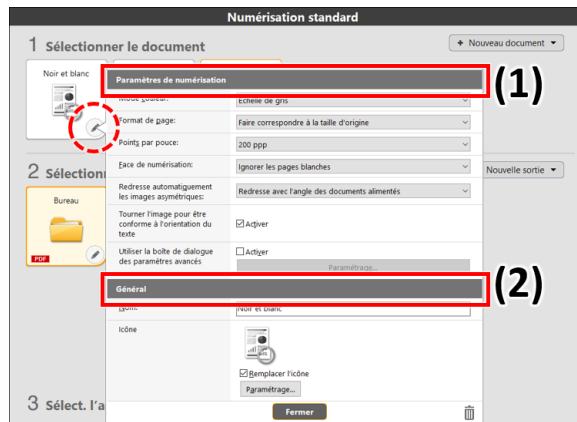 Numérisation standard
1 Sélectionner le document
+ Nouveau document
Noir et blanc
Paramètres de numérisation
(1)
Mode couleur:
Echelle de gris
Format de page:
Faire correspondre à la taille d'origine
Points par pouce:
200 ppp
Face de numérisation:
Ignorer les pages blanches
2 Sélection
Nouvelle sortie
Redresse automatiquement
les images asymétriques:
Redresse avec l'angle des documents alimentés
Bureau
PDF
Tourner l'image pour être
conforme à l'orientation du
texte
Activer
Utiliser la boîte de dialogue
des paramètres avancés
Activer
Paramétrage...
Général
(2)
Nom:
Noir et blanc
Icône
Remplacer l'icône
Paramétrage...
3 Sélect. l'a
Fermer